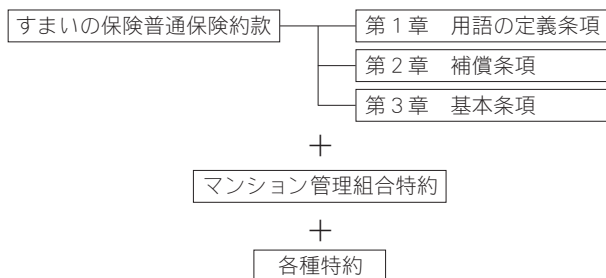 すまいの保険普通保険約款
第1章 用語の定義条項
第2章 補償条項
第3章 基本条項
＋
マンション管理組合特約
＋
各種特約